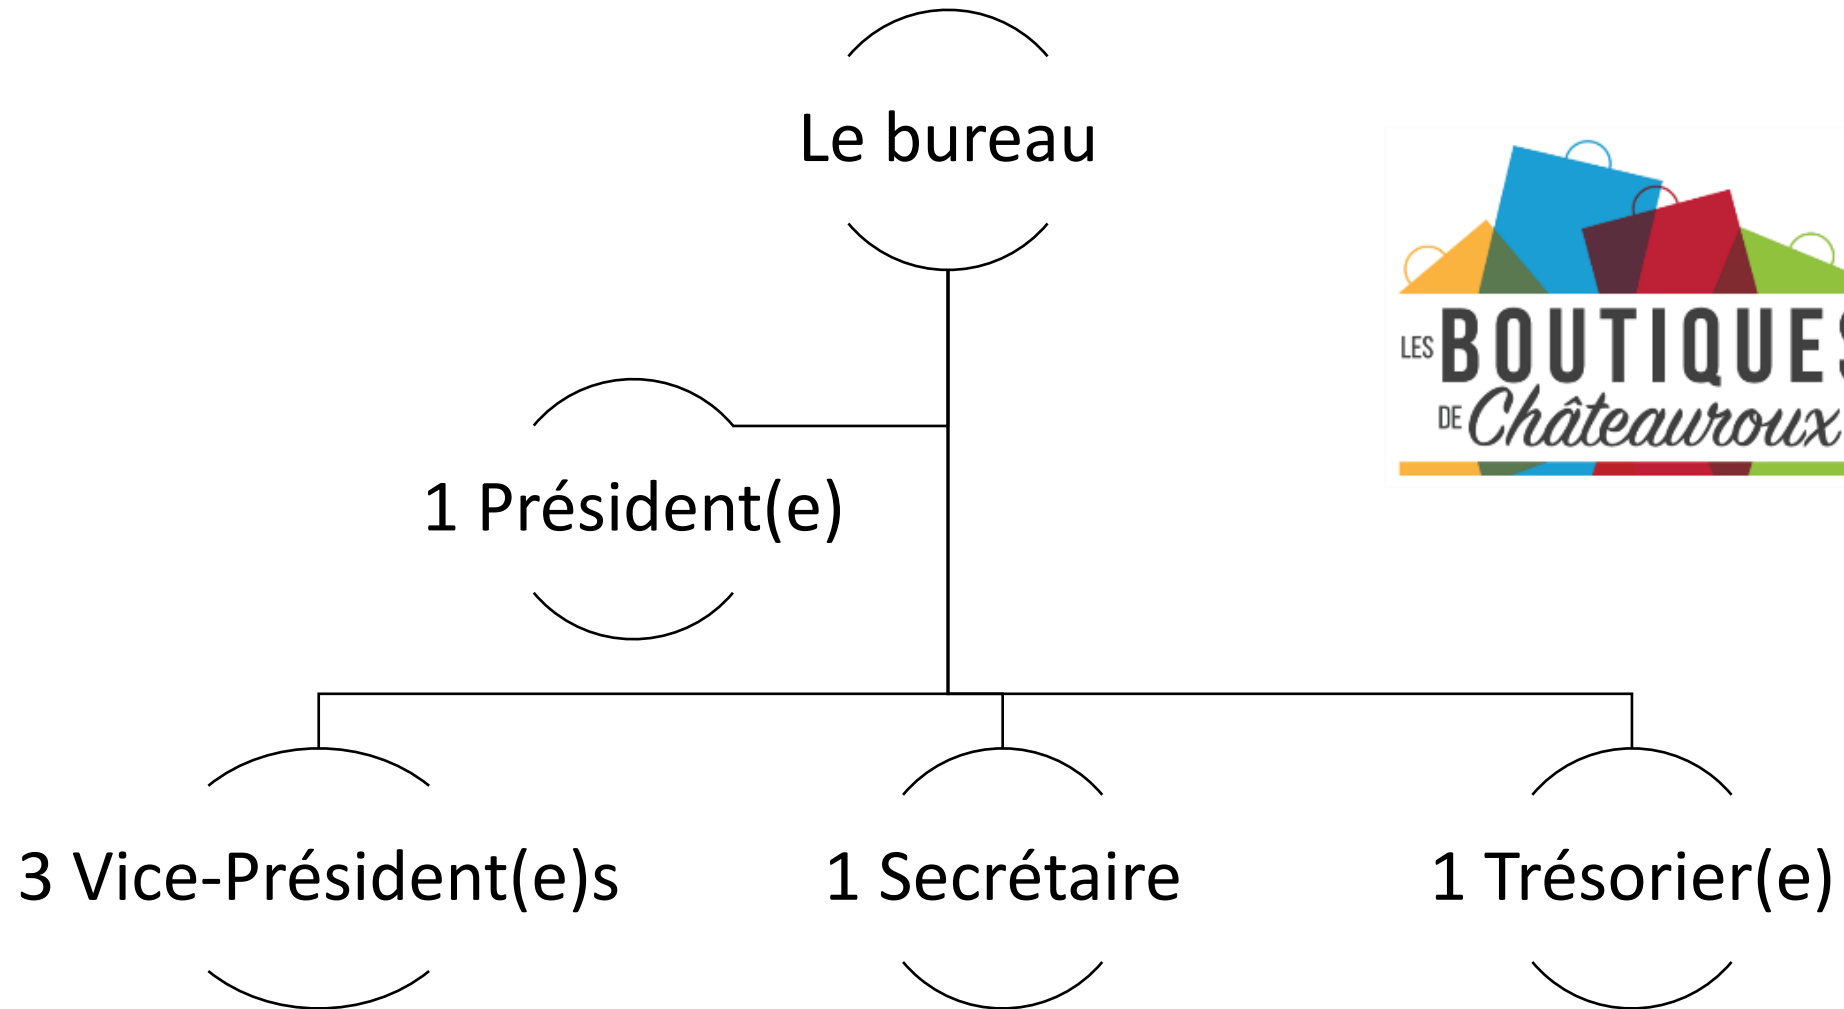 Le bureau
LES BOUTIQUES
DE Châteauroux
1 Président(e)
3 Vice-Président(e)s
1 Secrétaire
1 Trésorier(e)